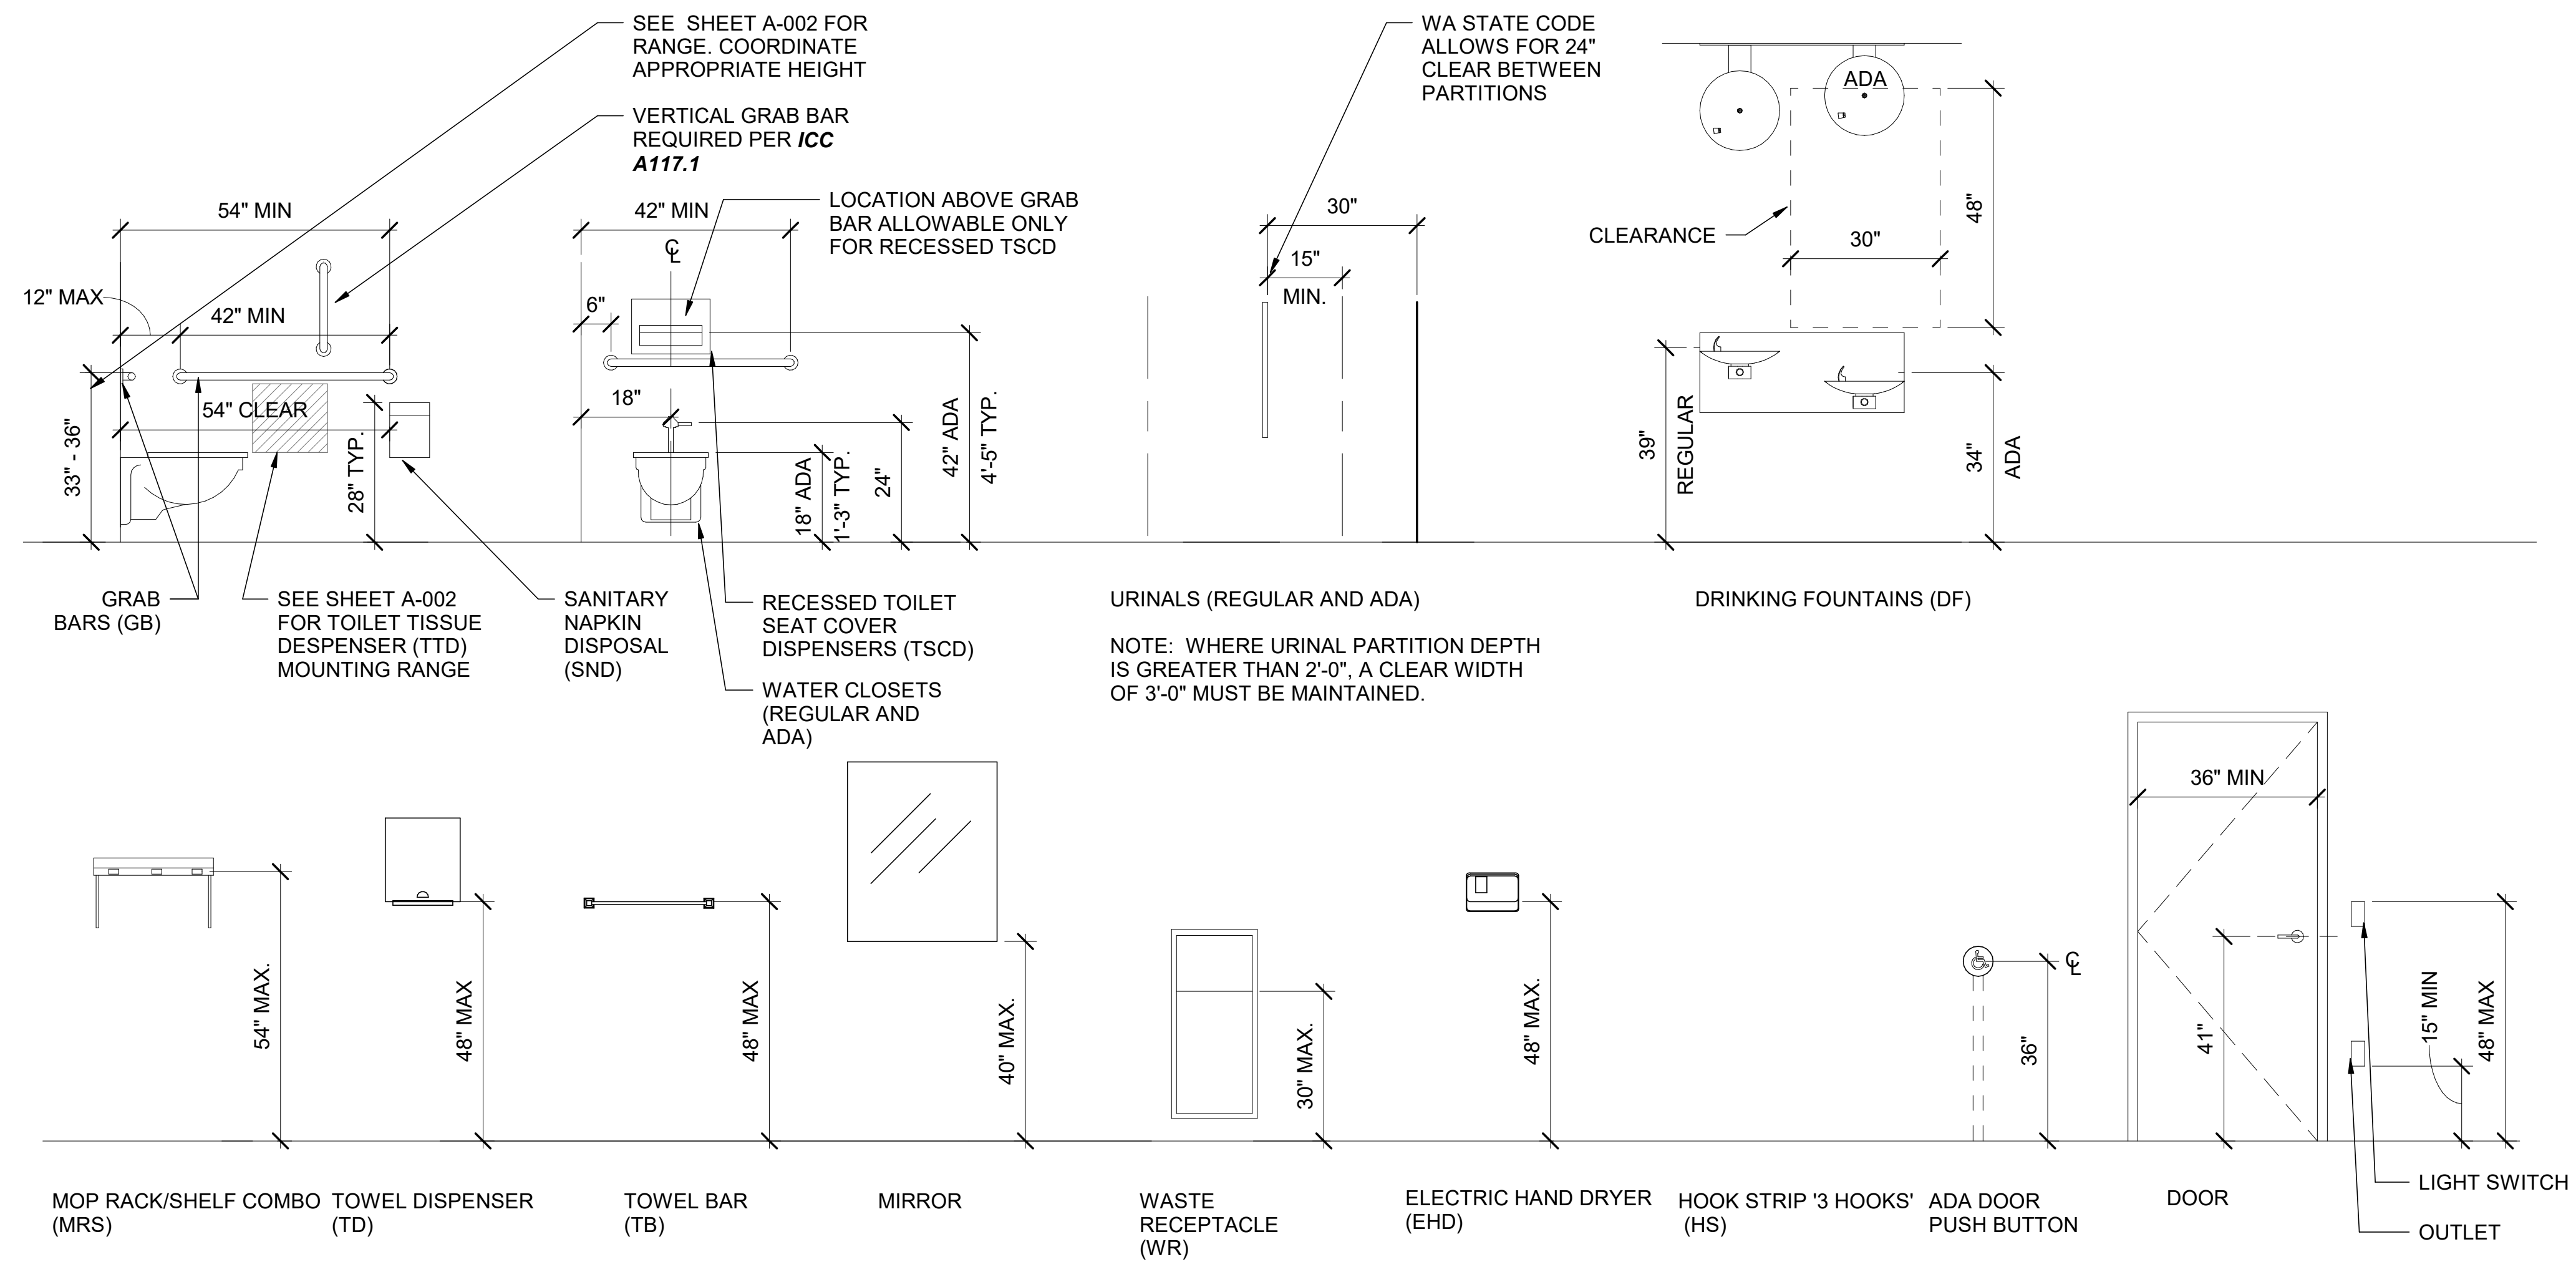 SEE  SHEET A-002 FOR
RANGE. COORDINATE
APPROPRIATE HEIGHT
VERTICAL GRAB BAR
REQUIRED PER ICC
A117.1
54" MIN
12" MAX
42" MIN
54" CLEAR
33" - 36"
28" TYP.
GRAB
BARS (GB)
SEE SHEET A-002
FOR TOILET TISSUE
DESPENSER (TTD)
MOUNTING RANGE
SANITARY
NAPKIN
DISPOSAL
(SND)
42" MIN
LOCATION ABOVE GRAB
BAR ALLOWABLE ONLY
FOR RECESSED TSCD
CL
6"
18"
18" ADA
1'-3" TYP.
24"
42" ADA
4'-5" TYP.
RECESSED TOILET
SEAT COVER
DISPENSERS (TSCD)
WATER CLOSETS
(REGULAR AND
ADA)
WA STATE CODE
ALLOWS FOR 24"
CLEAR BETWEEN
PARTITIONS
30"
15"
MIN.
URINALS (REGULAR AND ADA)
NOTE:  WHERE URINAL PARTITION DEPTH
IS GREATER THAN 2'-0", A CLEAR WIDTH
OF 3'-0" MUST BE MAINTAINED.
ADA
CLEARANCE
30"
48"
39"
REGULAR
34"
ADA
DRINKING FOUNTAINS (DF)
54" MAX.
MOP RACK/SHELF COMBO
(MRS)
48" MAX
TOWEL DISPENSER
(TD)
48" MAX
TOWEL BAR
(TB)
40" MAX.
MIRROR
30" MAX.
WASTE
RECEPTACLE
(WR)
48" MAX.
ELECTRIC HAND DRYER
(EHD)
HOOK STRIP '3 HOOKS'
(HS)
CL
36"
ADA DOOR
PUSH BUTTON
36" MIN
41"
DOOR
15" MIN
48" MAX
LIGHT SWITCH
OUTLET